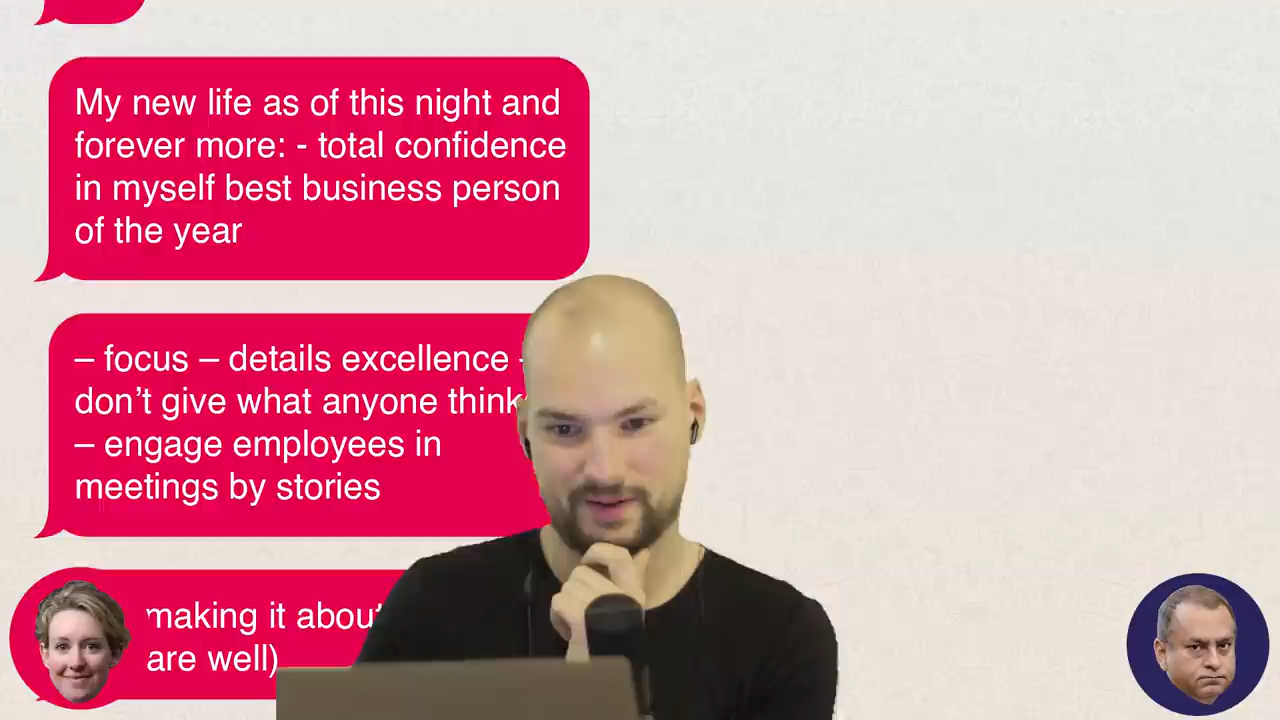 My new life as of this night and
forever more: - total confidence
in myself best business person
of the year
– focus – details excellence
don’t give what anyone think
– engage employees in
meetings by stories
making it about
are well)